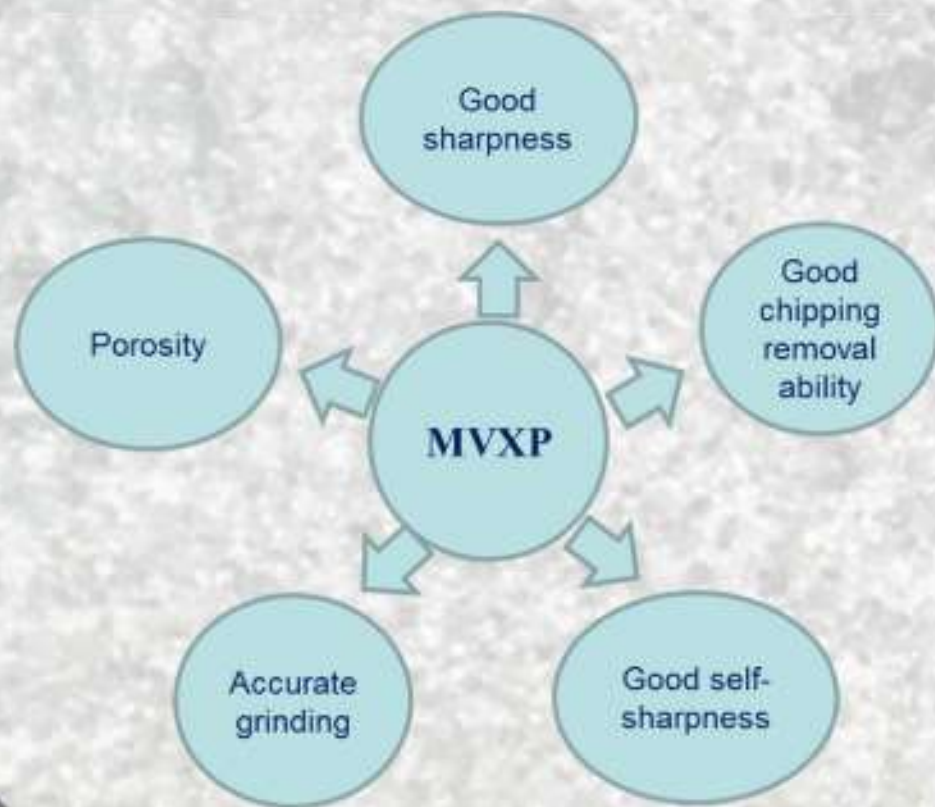 Good
sharpness
Good
chipping
removal
ability
Porosity
MVXP
Accurate
grinding
Good self-
sharpness